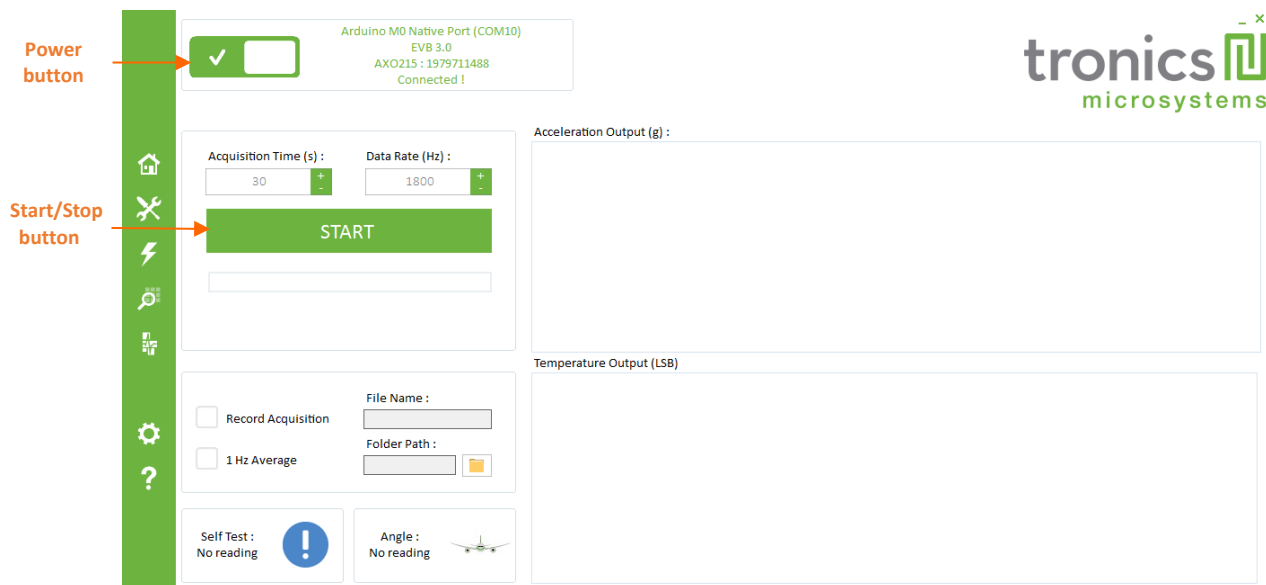 Power
button
Start/Stop
button
Arduino M0 Native Port (COM10)
EVB 3.0
AXO215 : 1979711488
Connected !
_ ×
tronics
microsystems
Acquisition Time (s) :
Data Rate (Hz) :
30
+
-
1800
+
-
START
Acceleration Output (g) :
Temperature Output (LSB)
Record Acquisition
File Name :
1 Hz Average
Folder Path :
Self Test :
No reading
!
Angle :
No reading
?